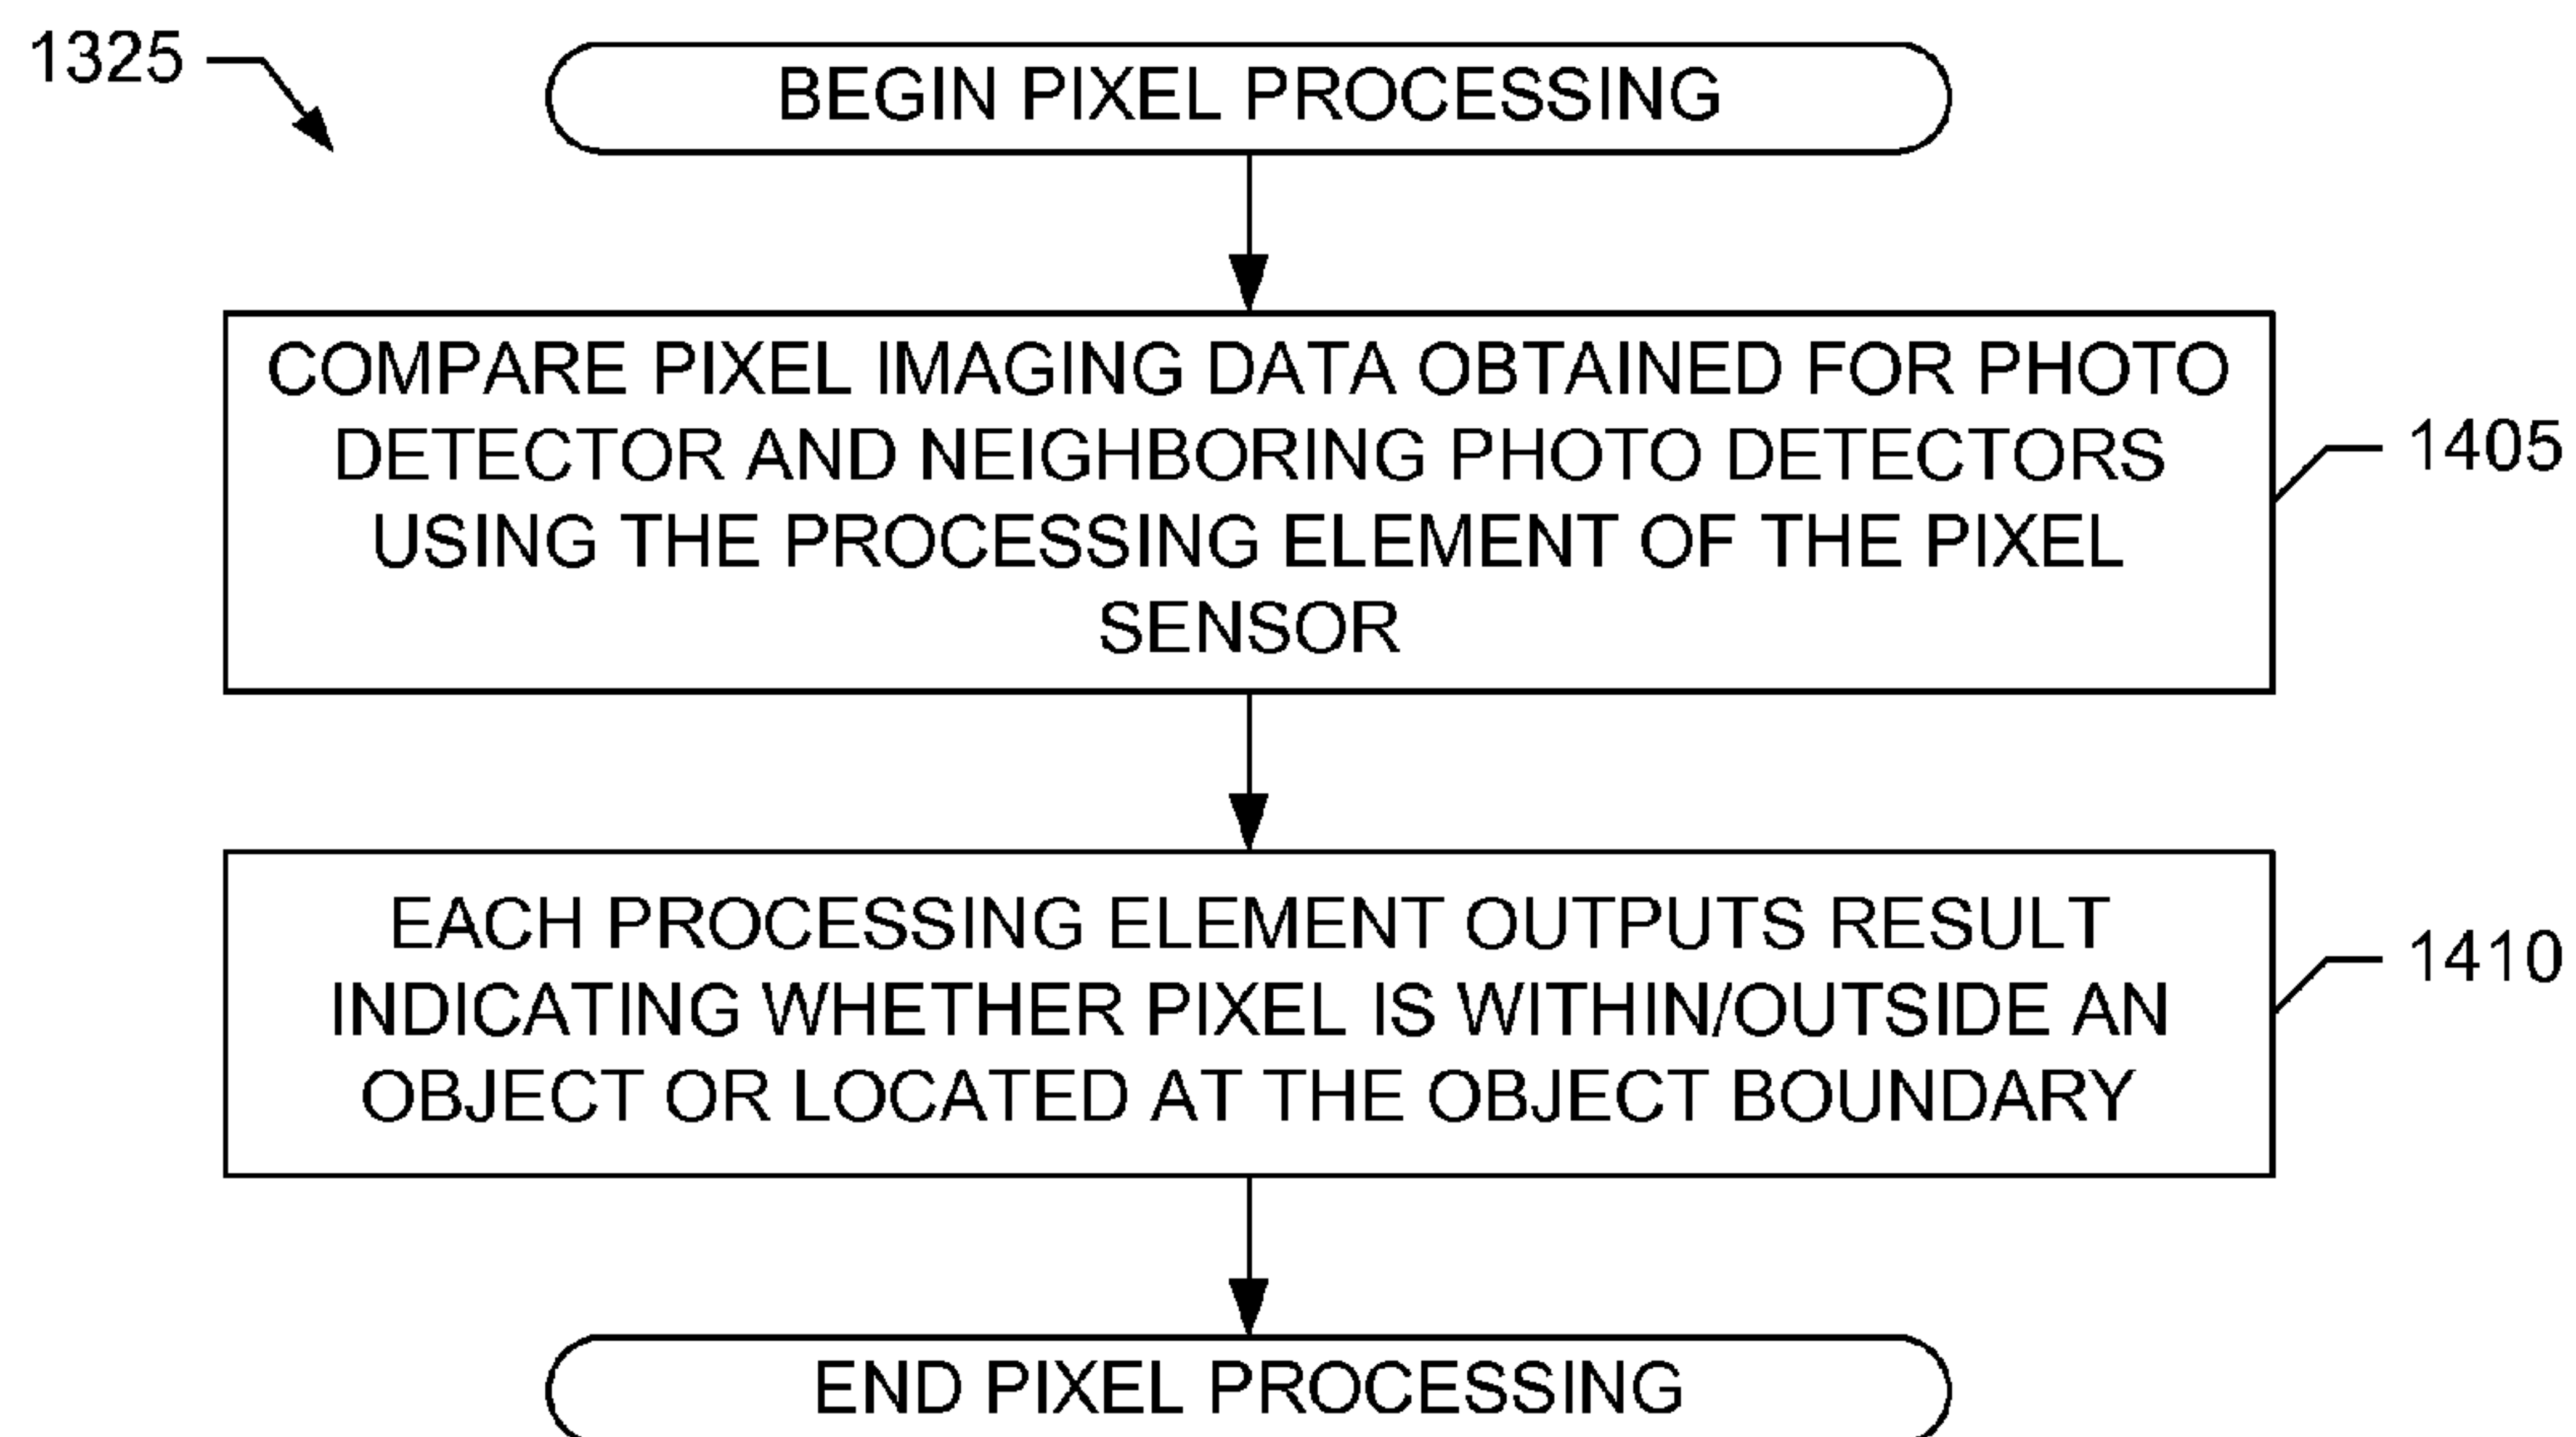 1325
BEGIN PIXEL PROCESSING
COMPARE PIXEL IMAGING DATA OBTAINED FOR PHOTO
DETECTOR AND NEIGHBORING PHOTO DETECTORS
USING THE PROCESSING ELEMENT OF THE PIXEL
SENSOR
1405
EACH PROCESSING ELEMENT OUTPUTS RESULT
INDICATING WHETHER PIXEL IS WITHIN/OUTSIDE AN
OBJECT OR LOCATED AT THE OBJECT BOUNDARY
1410
END PIXEL PROCESSING